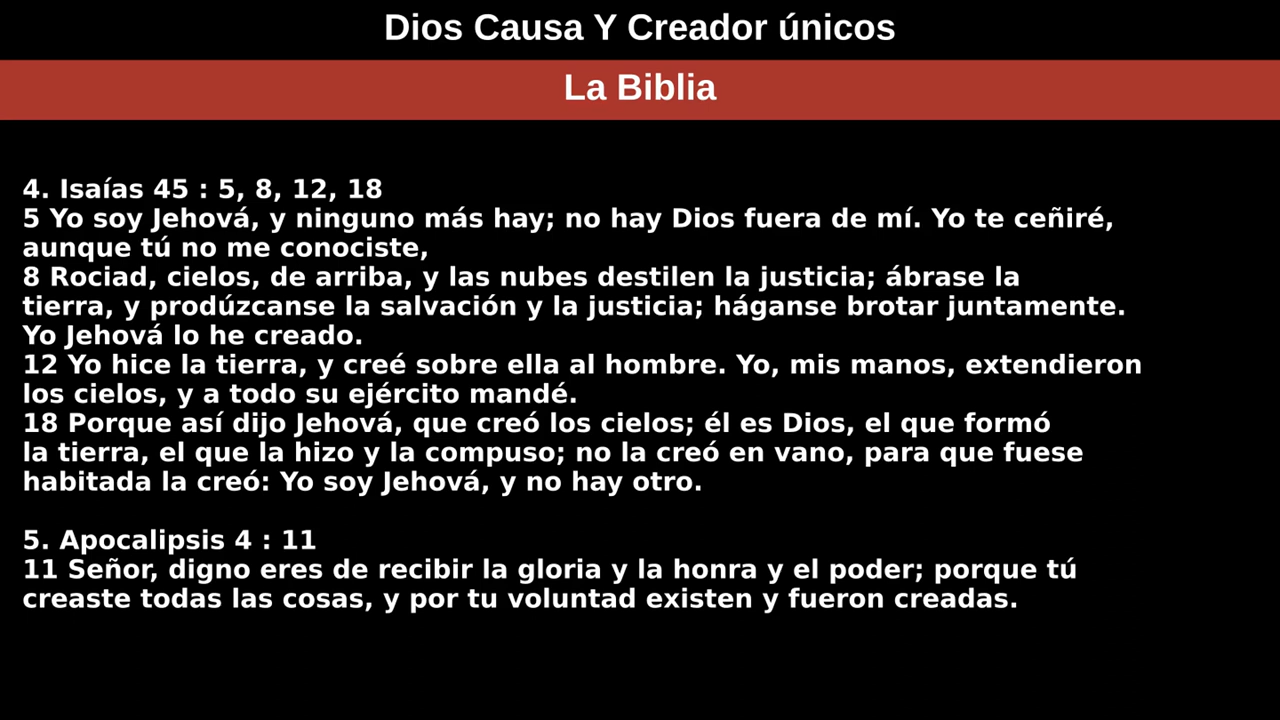 Dios Causa Y Creador únicos
La Biblia
4. Isaías 45 : 5, 8, 12, 18
5 Yo soy Jehová, y ninguno más hay; no hay Dios fuera de mí. Yo te ceñiré,
aunque tú no me conociste,
8 Rociad, cielos, de arriba, y las nubes destilen la justicia; ábrase la
tierra, y prodúzcanse la salvación y la justicia; háganse brotar juntamente.
Yo Jehová lo he creado.
12 Yo hice la tierra, y creé sobre ella al hombre. Yo, mis manos, extendieron
los cielos, y a todo su ejército mandé.
18 Porque así dijo Jehová, que creó los cielos; él es Dios, el que formó
la tierra, el que la hizo y la compuso; no la creó en vano, para que fuese
habitada la creó: Yo soy Jehová, y no hay otro.
5. Apocalipsis 4 : 11
11 Señor, digno eres de recibir la gloria y la honra y el poder; porque tú
creaste todas las cosas, y por tu voluntad existen y fueron creadas.